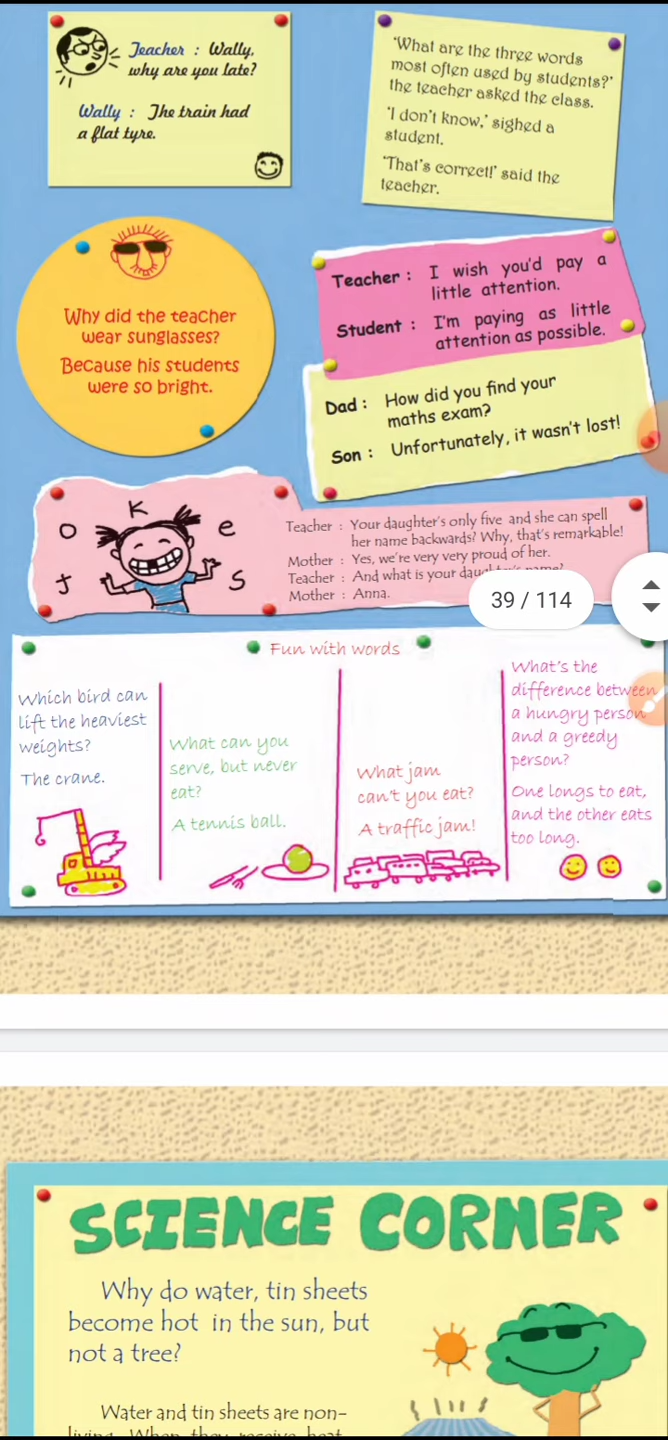 Teacher : Wally,
why are you late?
Wally : The train had
a flat tyre.
'What are the three words
most often used by students?'
the teacher asked the class.
'I don't know,' sighed a
student.
'That's correct!' said the
teacher.
Why did the teacher
wear sunglasses?
Because his students
were so bright.
Teacher : I wish you'd pay a
little attention.
Student : I'm paying as little
attention as possible.
Dad : How did you find your
maths exam?
Son : Unfortunately, it wasn't lost!
J o K e S
Teacher : Your daughter's only five and she can spell
her name backwards? Why, that's remarkable!
Mother : Yes, we're very very proud of her.
Teacher : And what is your daughter's name?
Mother : Anna.
39 / 114
Fun with words
Which bird can
lift the heaviest
weights?
The crane.
What can you
serve, but never
eat?
A tennis ball.
What jam
can't you eat?
A traffic jam!
What's the
difference between
a hungry person
and a greedy
person?
One longs to eat,
and the other eats
too long.
SCIENCE CORNER
Why do water, tin sheets
become hot in the sun, but
not a tree?
Water and tin sheets are non-
living. When they receive heat